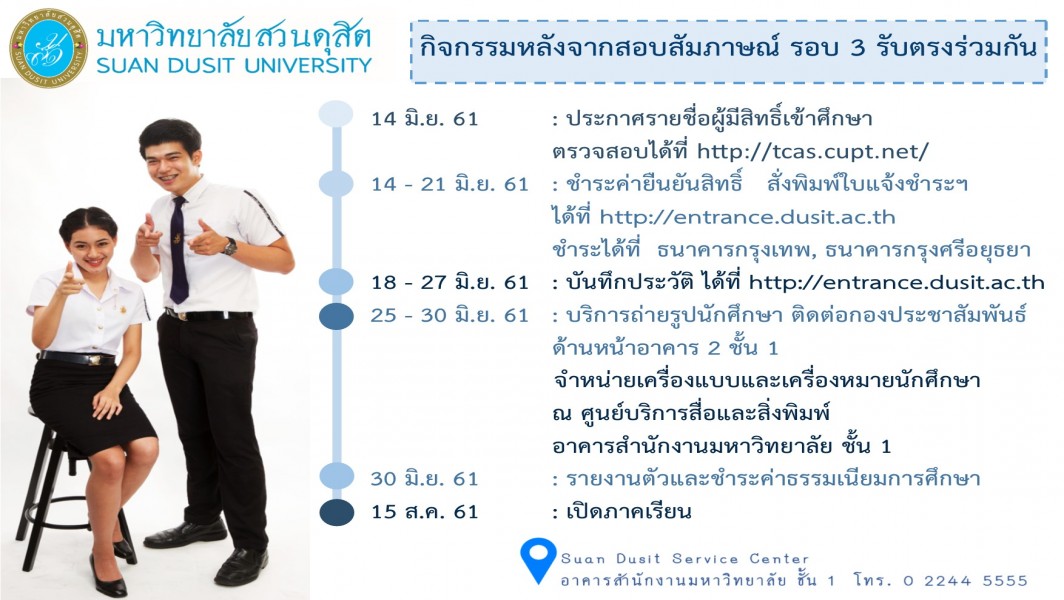 มหาวิทยาลัยสวนดุสิต
SUAN DUSIT UNIVERSITY
กิจกรรมหลังจากสอบสัมภาษณ์ รอบ 3 รับตรงร่วมกัน
14 มิ.ย. 61 : ประกาศรายชื่อผู้มีสิทธิ์เข้าศึกษา
ตรวจสอบได้ที่ http://tcas.cupt.net/
14 - 21 มิ.ย. 61 : ชำระค่ายืนยันสิทธิ์ สั่งพิมพ์ใบแจ้งชำระฯ
ได้ที่ http://entrance.dusit.ac.th
ชำระได้ที่ ธนาคารกรุงเทพ, ธนาคารกรุงศรีอยุธยา
18 - 27 มิ.ย. 61 : บันทึกประวัติ ได้ที่ http://entrance.dusit.ac.th
25 - 30 มิ.ย. 61 : บริการถ่ายรูปนักศึกษา ติดต่อกองประชาสัมพันธ์
ด้านหน้าอาคาร 2 ชั้น 1
จำหน่ายเครื่องแบบและเครื่องหมายนักศึกษา
ณ ศูนย์บริการสื่อและสิ่งพิมพ์
อาคารสำนักงานมหาวิทยาลัย ชั้น 1
30 มิ.ย. 61 : รายงานตัวและชำระค่าธรรมเนียมการศึกษา
15 ส.ค. 61 : เปิดภาคเรียน
Suan Dusit Service Center
อาคารสำนักงานมหาวิทยาลัย ชั้น 1 โทร. 0 2244 5555